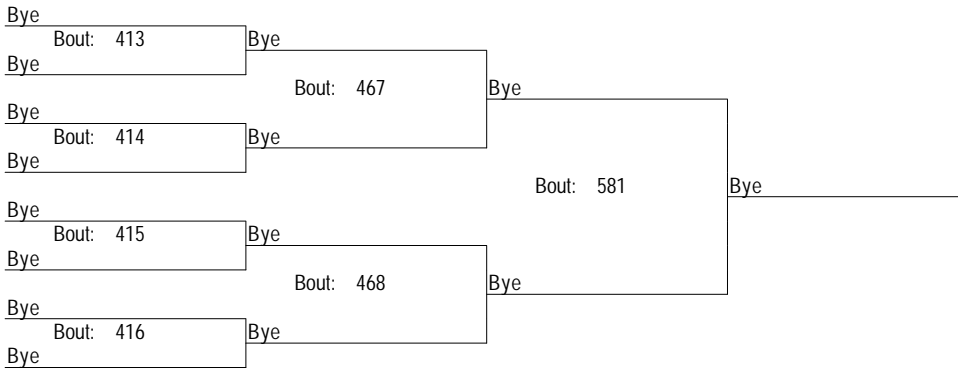 Bye
Bout: 413 Bye
Bye
Bout: 467 Bye
Bye
Bout: 414 Bye
Bye
Bout: 581 Bye
Bye
Bout: 415 Bye
Bye
Bout: 468 Bye
Bye
Bout: 416 Bye
Bye